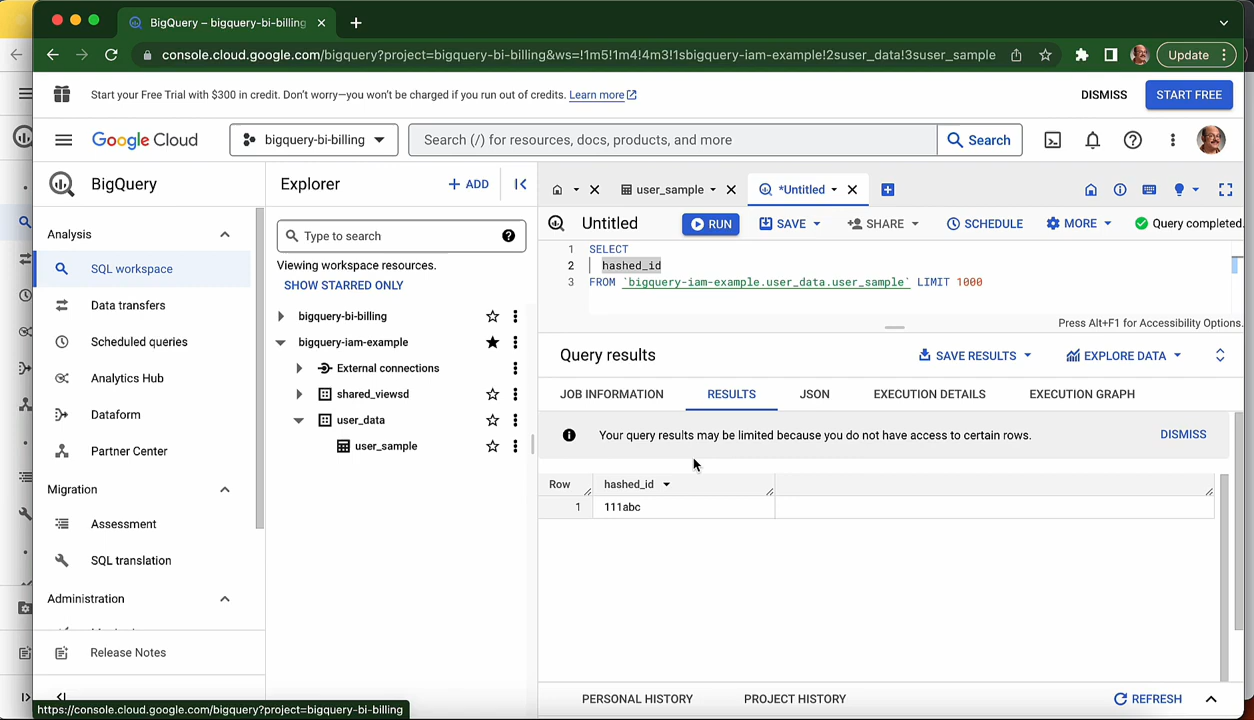 BigQuery – bigquery-bi-billing
console.cloud.google.com/bigquery?project=bigquery-bi-billing&ws=!1m5!1m4!4m3!1sbigquery-iam-example!2suser_data!3suser_sample
Update
Start your Free Trial with $300 in credit. Don't worry—you won't be charged if you run out of credits. Learn more
DISMISS
START FREE
Google Cloud
bigquery-bi-billing
Search (/) for resources, docs, products, and more
Search
BigQuery
Analysis
SQL workspace
Data transfers
Scheduled queries
Analytics Hub
Dataform
Partner Center
Migration
Assessment
SQL translation
Administration
Release Notes
Explorer
+ ADD
Type to search
Viewing workspace resources.
SHOW STARRED ONLY
bigquery-bi-billing
bigquery-iam-example
External connections
shared_viewsd
user_data
user_sample
user_sample
*Untitled
Untitled
RUN
SAVE
SHARE
SCHEDULE
MORE
Query completed.
1 SELECT
2 hashed_id
3 FROM `bigquery-iam-example.user_data.user_sample` LIMIT 1000
Press Alt+F1 for Accessibility Options.
Query results
SAVE RESULTS
EXPLORE DATA
JOB INFORMATION
RESULTS
JSON
EXECUTION DETAILS
EXECUTION GRAPH
Your query results may be limited because you do not have access to certain rows.
DISMISS
Row hashed_id
1 111abc
PERSONAL HISTORY
PROJECT HISTORY
REFRESH
https://console.cloud.google.com/bigquery?project=bigquery-bi-billing